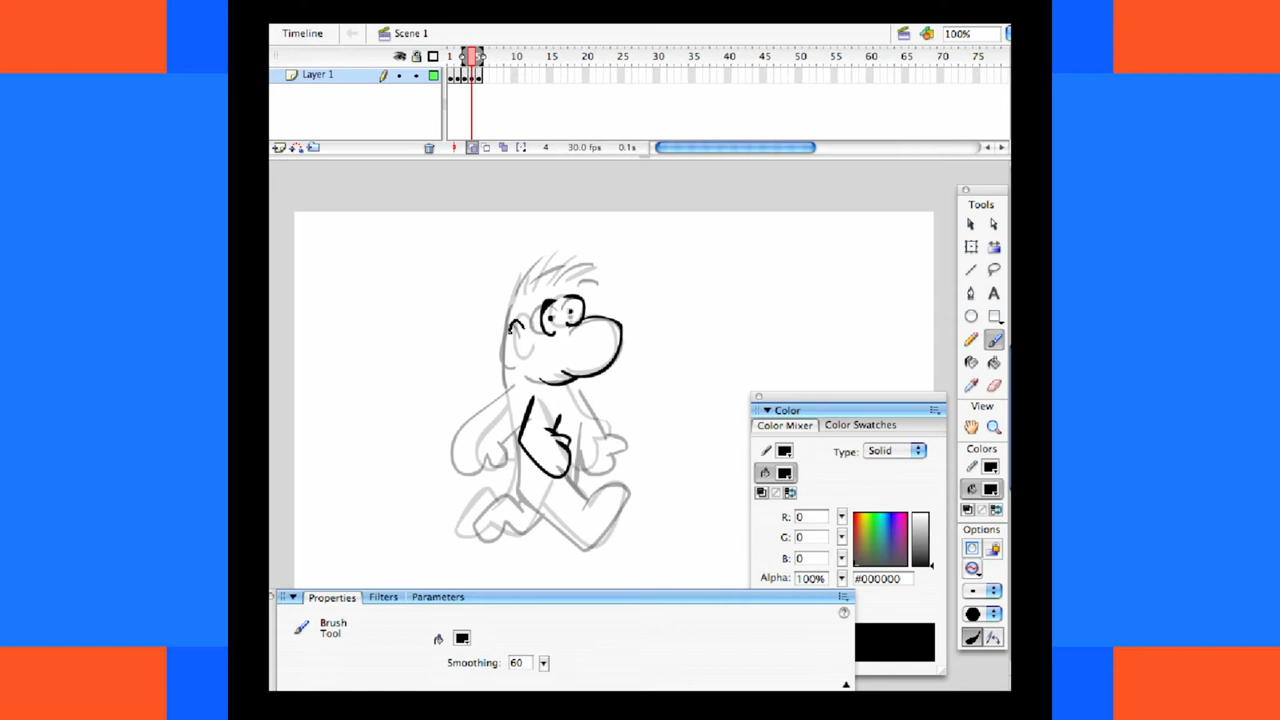 Timeline
Scene 1
100%
1 10 15 20 25 30 35 40 45 50 55 60 65 70 75
Layer 1
4 30.0 fps 0.1s
Tools
A
View
Colors
Options
Color
Color Mixer Color Swatches
Type: Solid
R: 0
G: 0
B: 0
Alpha: 100% #000000
Properties Filters Parameters
Brush
Tool
Smoothing: 60